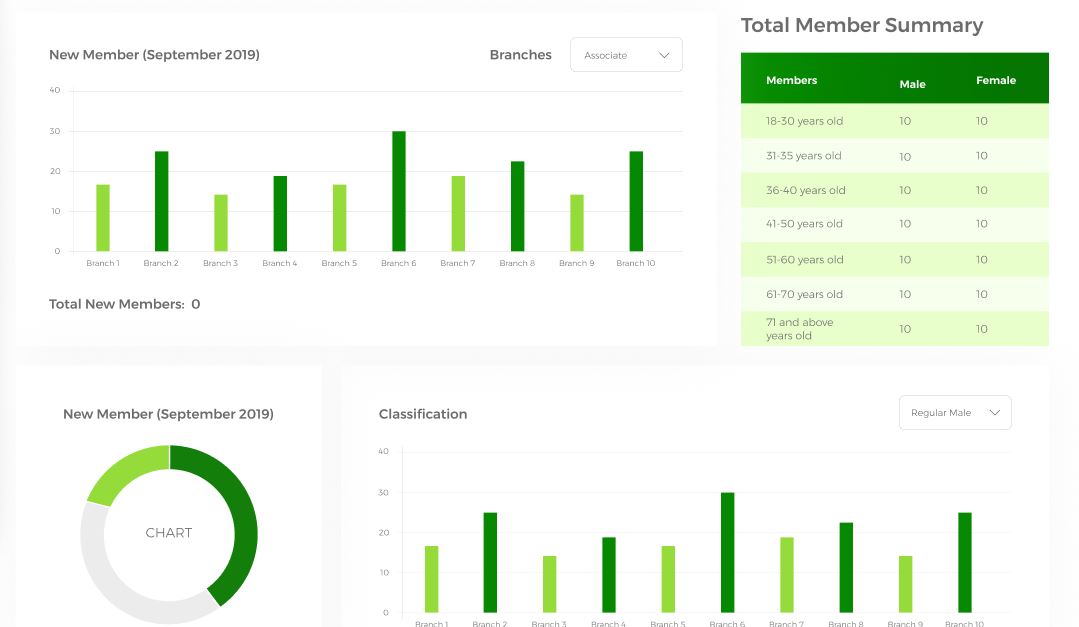 Total Member Summary
New Member (September 2019)
Branches
Associate
40
30
20
10
0
Branch 1 Branch 2 Branch 3 Branch 4 Branch 5 Branch 6 Branch 7 Branch 8 Branch 9 Branch 10
Total New Members: 0
Members Male Female
18-30 years old 10 10
31-35 years old 10 10
36-40 years old 10 10
41-50 years old 10 10
51-60 years old 10 10
61-70 years old 10 10
71 and above
years old 10 10
New Member (September 2019)
CHART
Classification
Regular Male
40
30
20
10
0
Branch 1 Branch 2 Branch 3 Branch 4 Branch 5 Branch 6 Branch 7 Branch 8 Branch 9 Branch 10